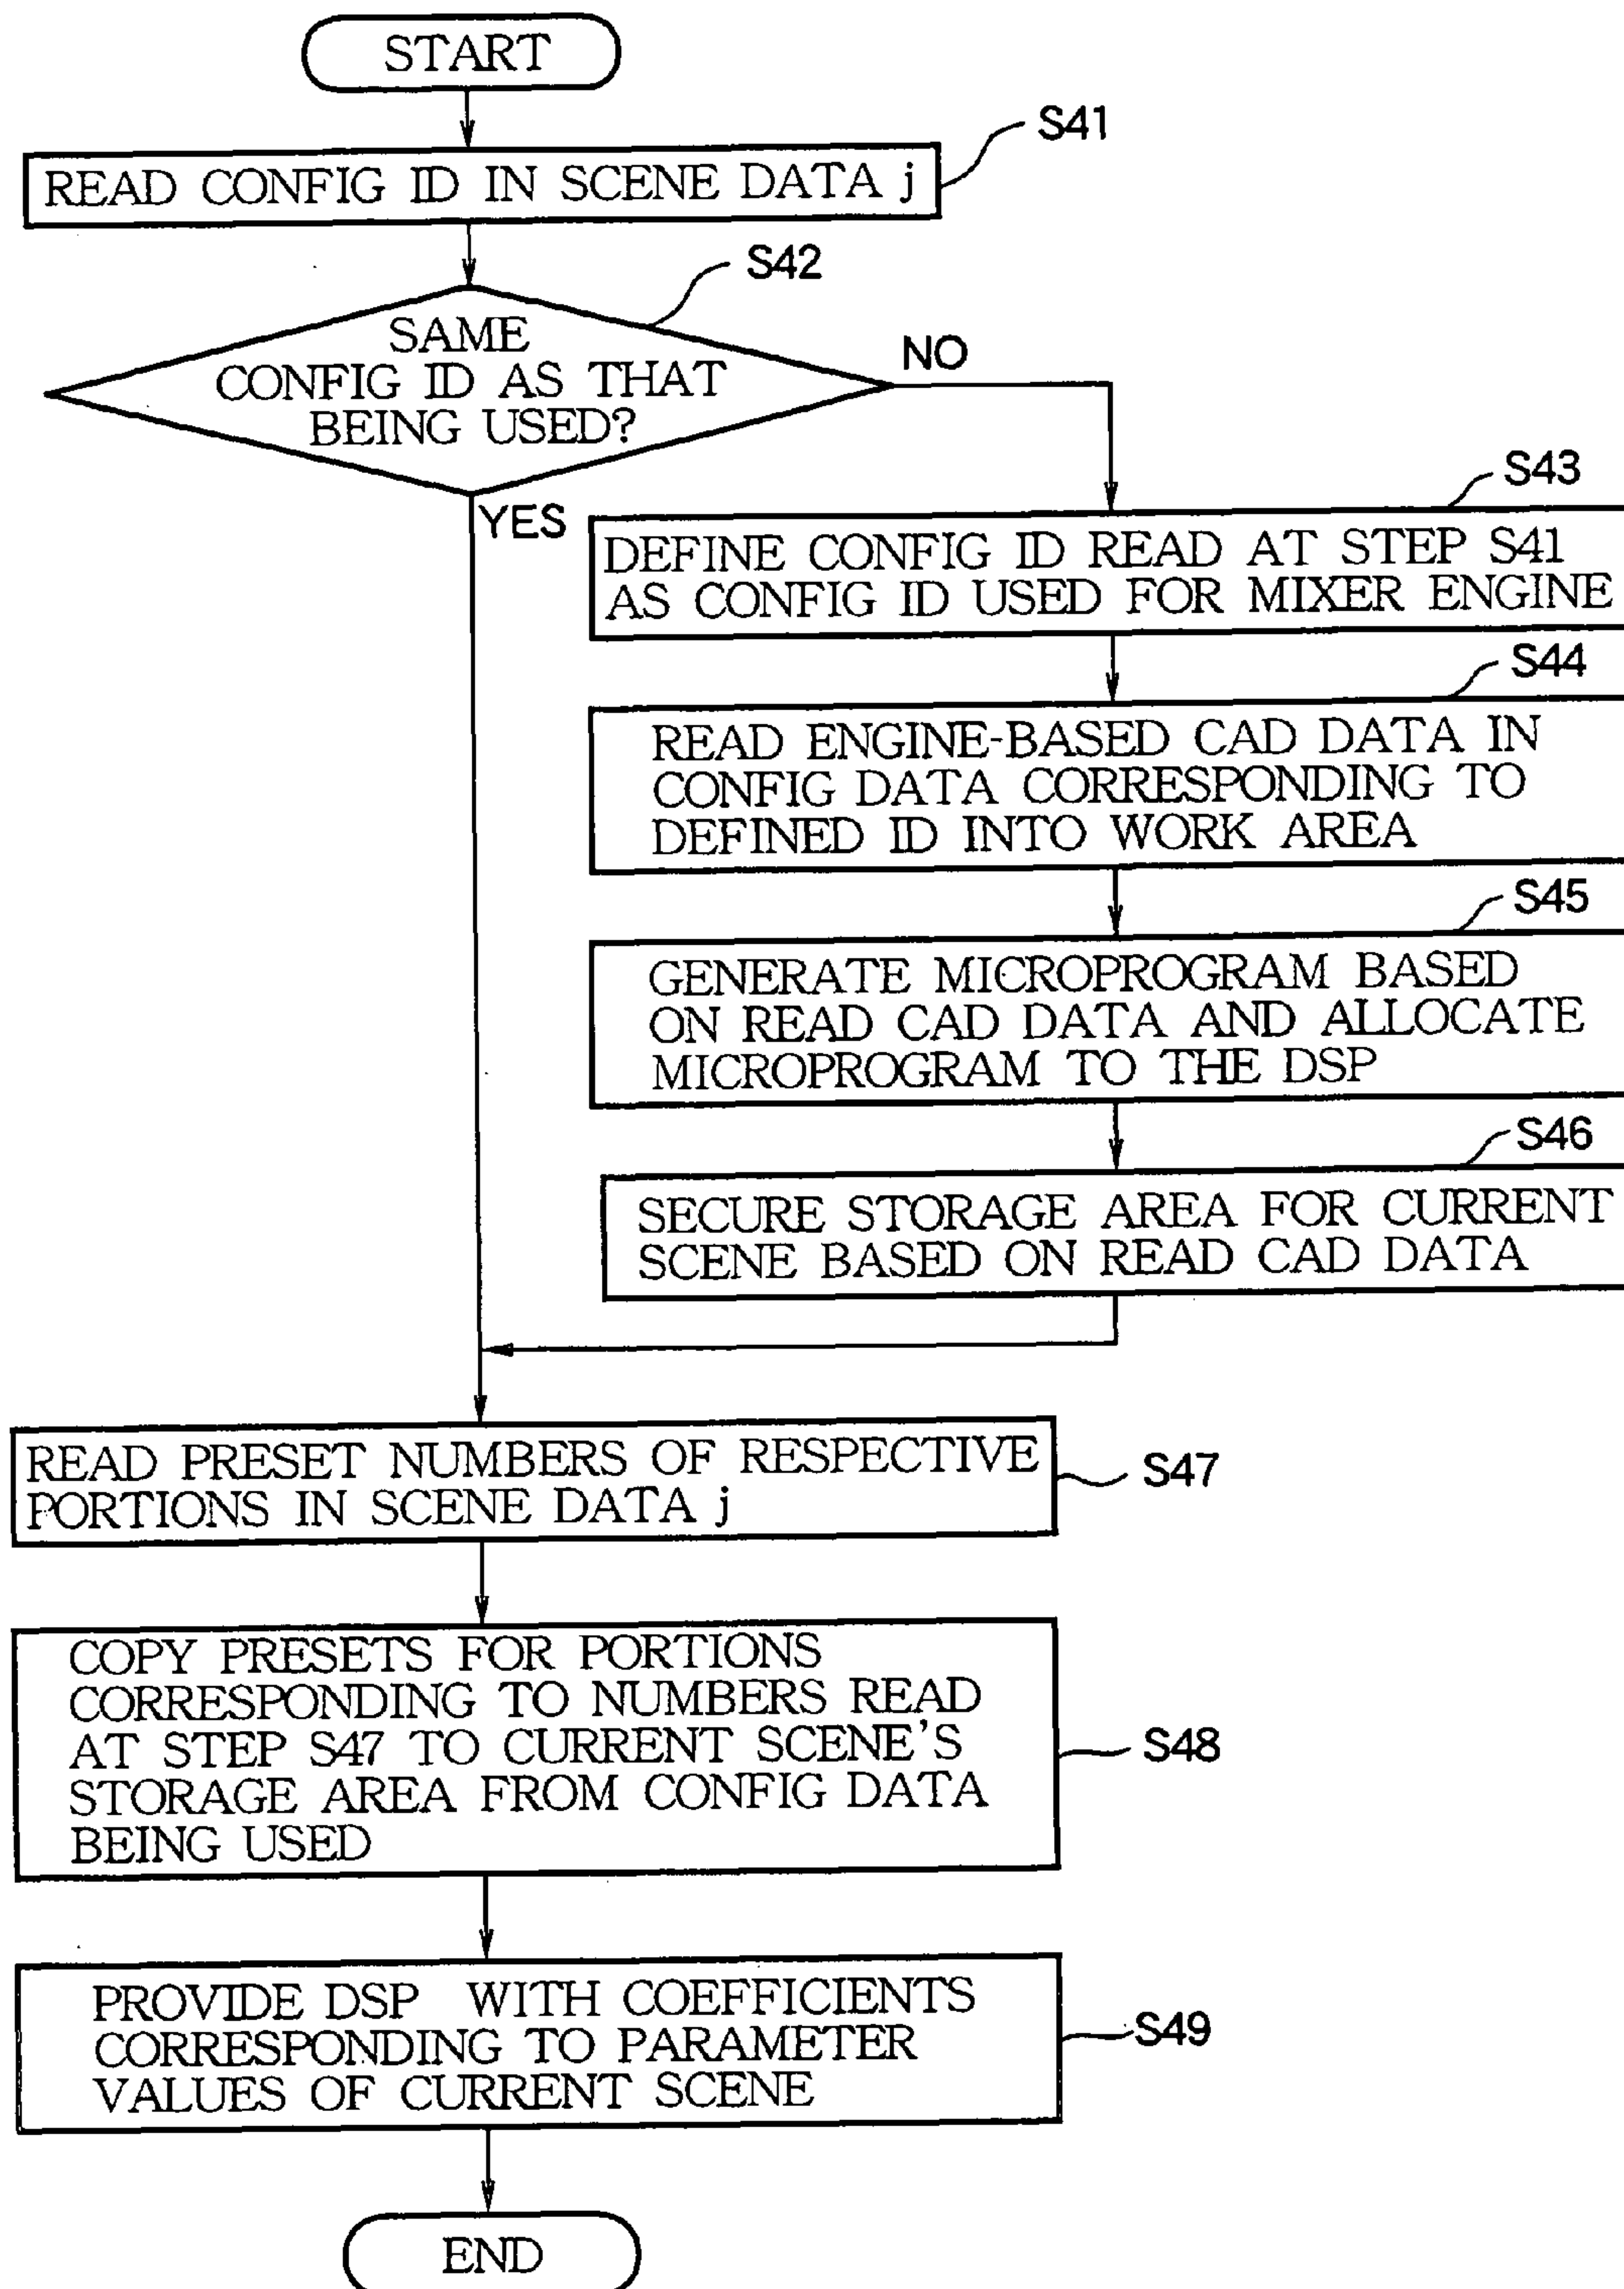 START
S41
READ CONFIG ID IN SCENE DATA j
S42
SAME
CONFIG ID AS THAT
BEING USED?
NO
YES
S43
DEFINE CONFIG ID READ AT STEP S41
AS CONFIG ID USED FOR MIXER ENGINE
S44
READ ENGINE-BASED CAD DATA IN
CONFIG DATA CORRESPONDING TO
DEFINED ID INTO WORK AREA
S45
GENERATE MICROPROGRAM BASED
ON READ CAD DATA AND ALLOCATE
MICROPROGRAM TO THE DSP
S46
SECURE STORAGE AREA FOR CURRENT
SCENE BASED ON READ CAD DATA
READ PRESET NUMBERS OF RESPECTIVE
PORTIONS IN SCENE DATA j
S47
COPY PRESETS FOR PORTIONS
CORRESPONDING TO NUMBERS READ
AT STEP S47 TO CURRENT SCENE'S
STORAGE AREA FROM CONFIG DATA
BEING USED
S48
PROVIDE DSP WITH COEFFICIENTS
CORRESPONDING TO PARAMETER
VALUES OF CURRENT SCENE
S49
END